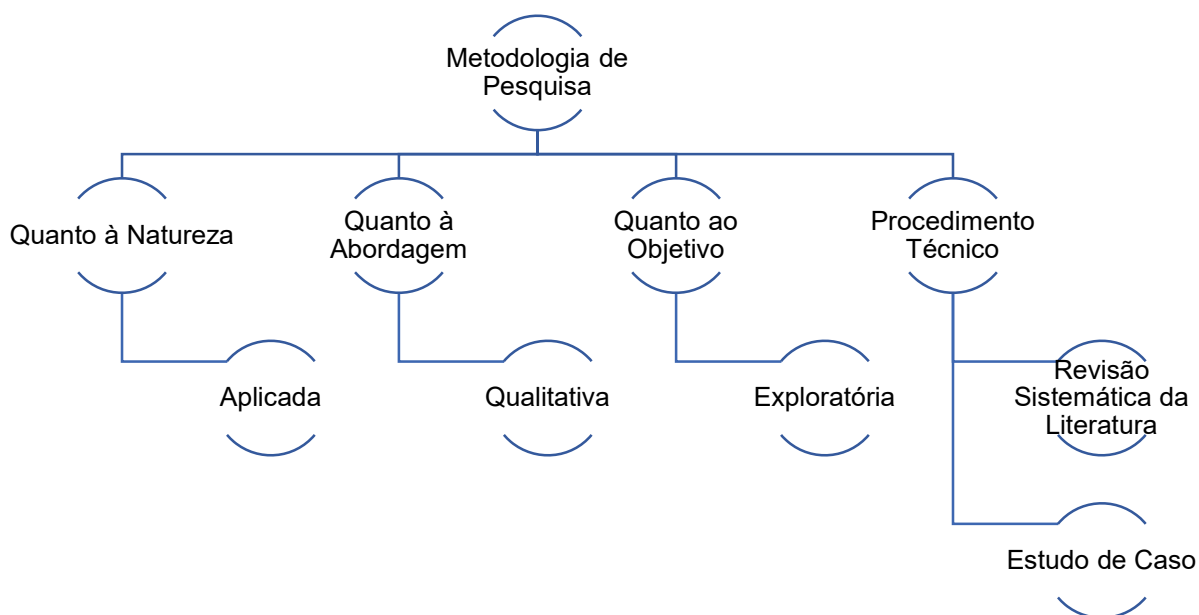 Metodologia de
Pesquisa
Quanto à Natureza
Quanto à
Abordagem
Quanto ao
Objetivo
Procedimento
Técnico
Aplicada
Qualitativa
Exploratória
Revisão
Sistemática da
Literatura
Estudo de Caso